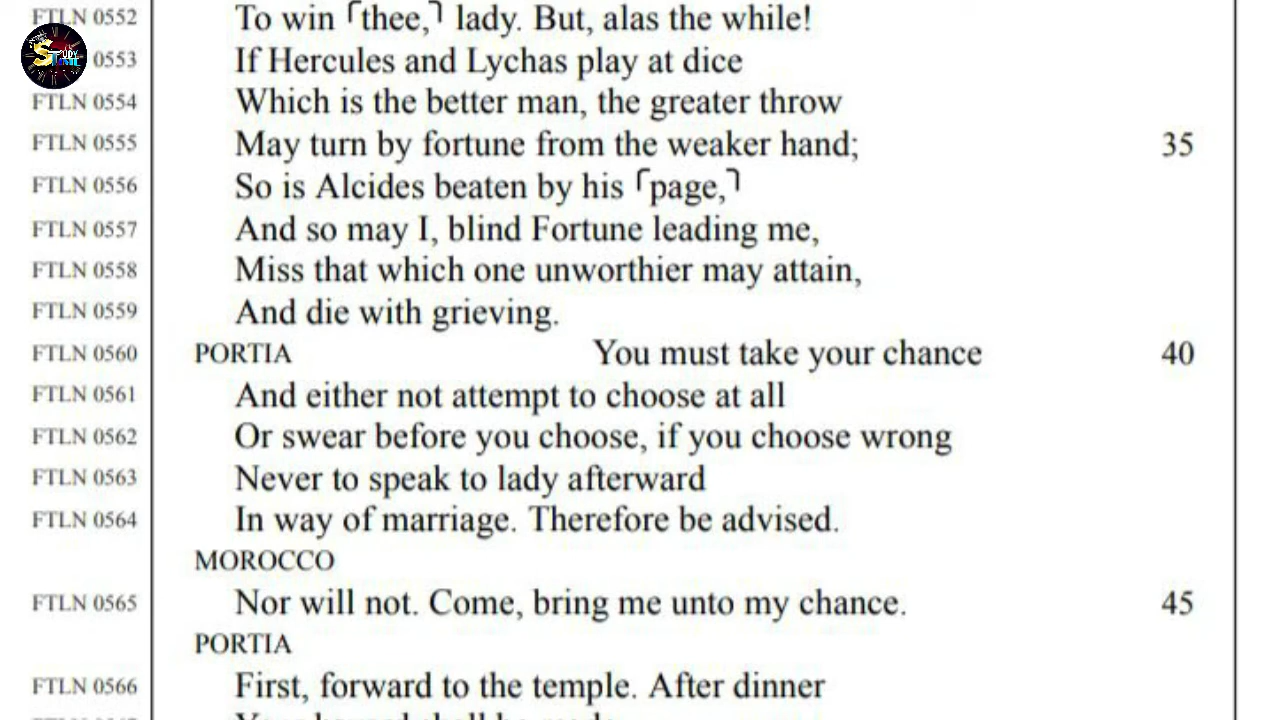 FTLN 0552 To win ⌜thee,⌝ lady. But, alas the while!
STUDY TIME
0553 If Hercules and Lychas play at dice
FTLN 0554 Which is the better man, the greater throw
FTLN 0555 May turn by fortune from the weaker hand; 35
FTLN 0556 So is Alcides beaten by his ⌜page,⌝
FTLN 0557 And so may I, blind Fortune leading me,
FTLN 0558 Miss that which one unworthier may attain,
FTLN 0559 And die with grieving.
FTLN 0560 PORTIA You must take your chance 40
FTLN 0561 And either not attempt to choose at all
FTLN 0562 Or swear before you choose, if you choose wrong
FTLN 0563 Never to speak to lady afterward
FTLN 0564 In way of marriage. Therefore be advised.
MOROCCO
FTLN 0565 Nor will not. Come, bring me unto my chance. 45
PORTIA
FTLN 0566 First, forward to the temple. After dinner